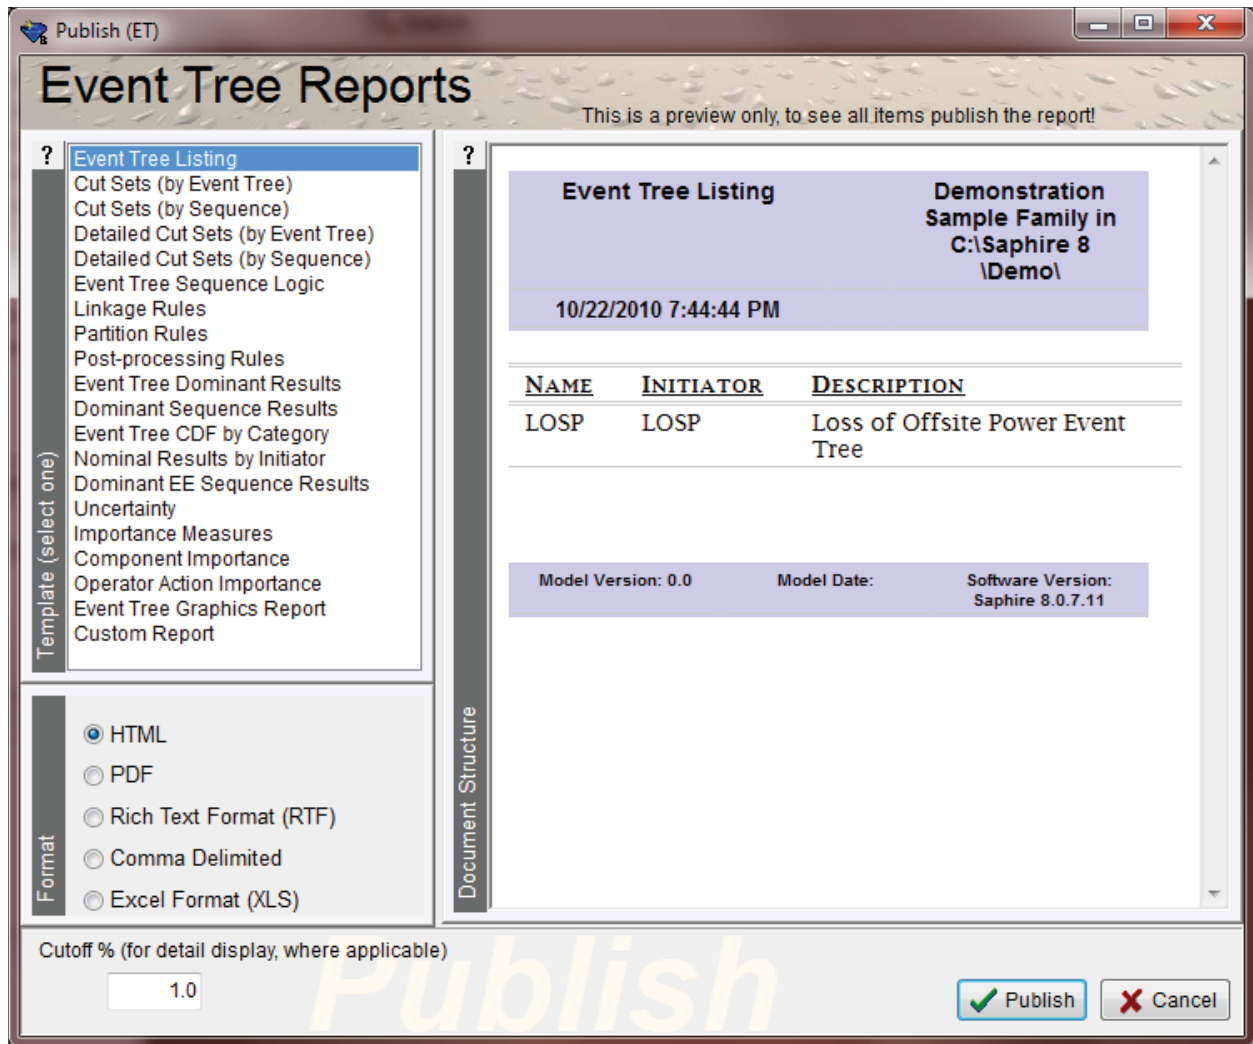 Publish (ET)
Event Tree Reports
This is a preview only, to see all items publish the report!
?
Event Tree Listing
Cut Sets (by Event Tree)
Cut Sets (by Sequence)
Detailed Cut Sets (by Event Tree)
Detailed Cut Sets (by Sequence)
Event Tree Sequence Logic
Linkage Rules
Partition Rules
Post-processing Rules
Event Tree Dominant Results
Dominant Sequence Results
Event Tree CDF by Category
Nominal Results by Initiator
Dominant EE Sequence Results
Uncertainty
Importance Measures
Component Importance
Operator Action Importance
Event Tree Graphics Report
Custom Report
Template (select one)
Format
HTML
PDF
Rich Text Format (RTF)
Comma Delimited
Excel Format (XLS)
?
Document Structure
Event Tree Listing
Demonstration
Sample Family in
C:\Saphire 8
\Demo\
10/22/2010 7:44:44 PM
NAME INITIATOR DESCRIPTION
LOSP LOSP Loss of Offsite Power Event
Tree
Model Version: 0.0 Model Date: Software Version:
Saphire 8.0.7.11
Cutoff % (for detail display, where applicable)
1.0
Publish
Publish
Cancel